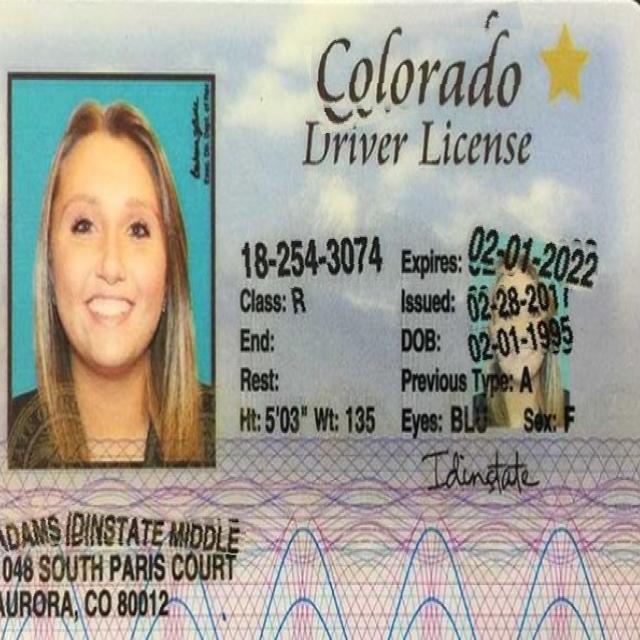 Colorado
Driver License
18-254-3074
Expires: 02-01-2022
Class: R
Issued: 02-28-2017
End:
DOB: 02-01-1995
Rest:
Previous Type: A
Ht: 5'03" Wt: 135
Eyes: BLU
Sex: F
Idinstate
ADAMS IDINSTATE MIDDLE
1048 SOUTH PARIS COURT
AURORA, CO 80012